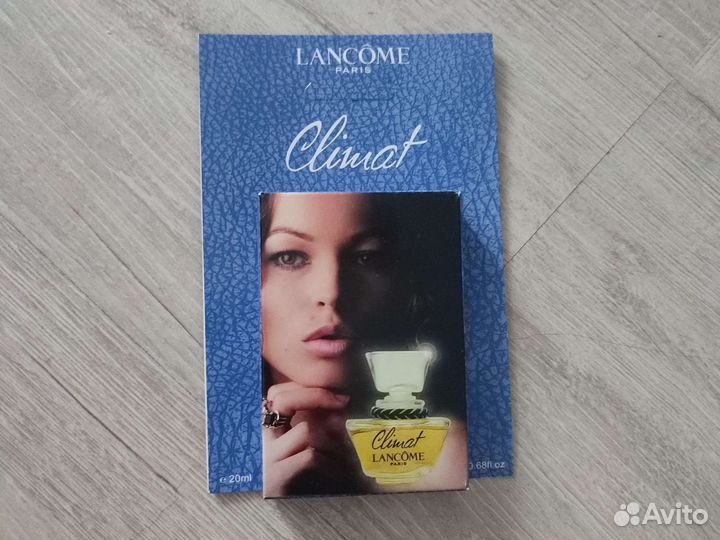 LANCÔME
PARIS
Climat
Climat
LANCÔME
PARIS
e 20ml
0.68fl.oz
Avito